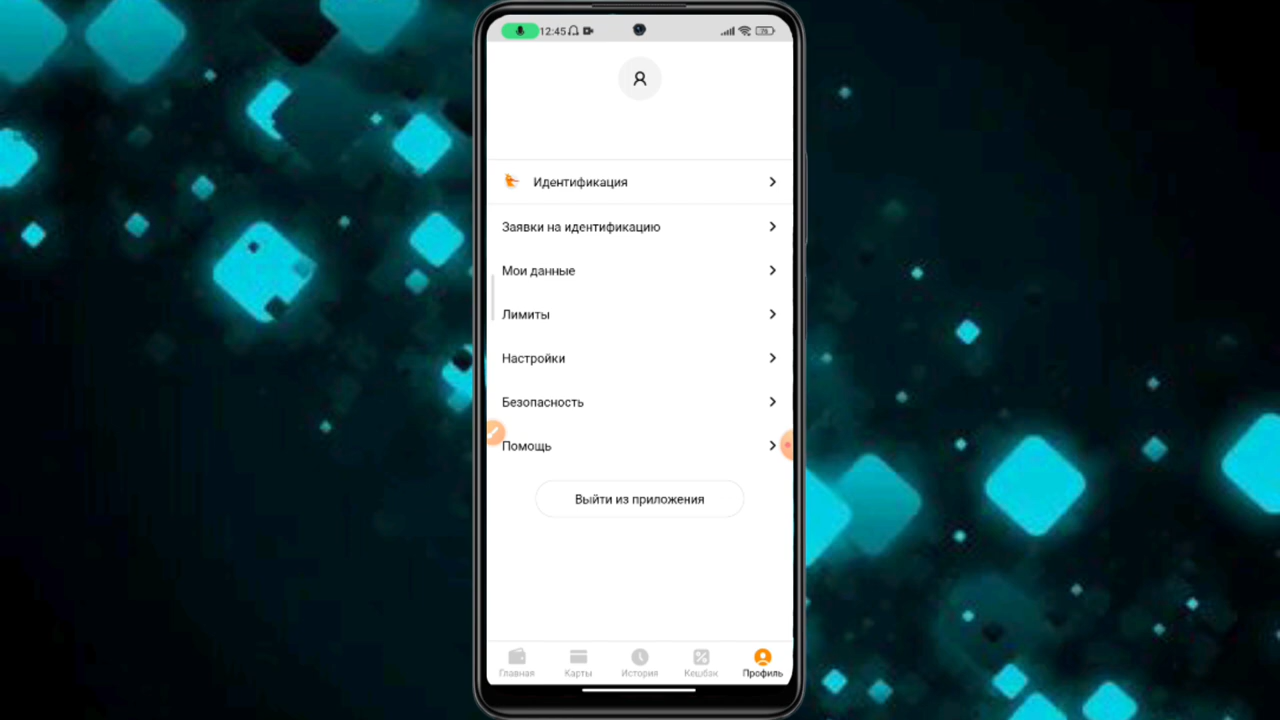 12:45
76
Идентификация
Заявки на идентификацию
Мои данные
Лимиты
Настройки
Безопасность
Помощь
Выйти из приложения
Главная Карты История Кешбэк Профиль